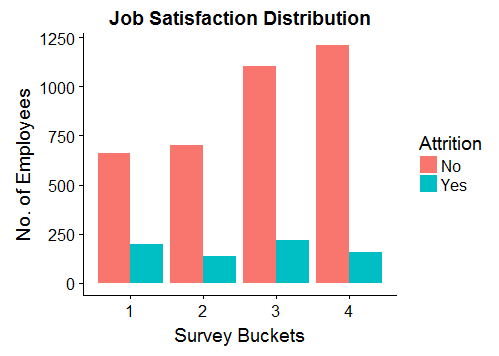 Job Satisfaction Distribution
No. of Employees
1250
1000
750
500
250
0
1 2 3 4
Survey Buckets
Attrition
No
Yes